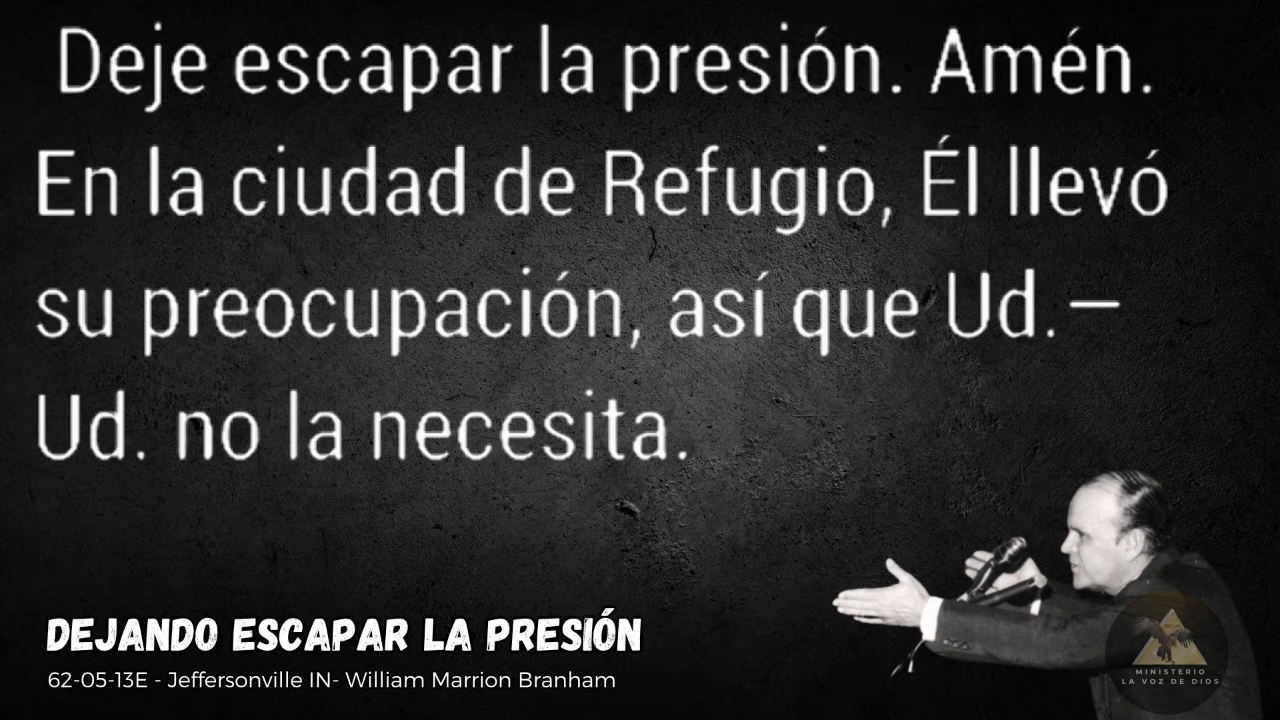 Deje escapar la presión. Amén.
En la ciudad de Refugio, Él llevó
su preocupación, así que Ud.—
Ud. no la necesita.
DEJANDO ESCAPAR LA PRESIÓN
62-05-13E - Jeffersonville IN- William Marrion Branham
MINISTERIO
LA VOZ DE DIOS